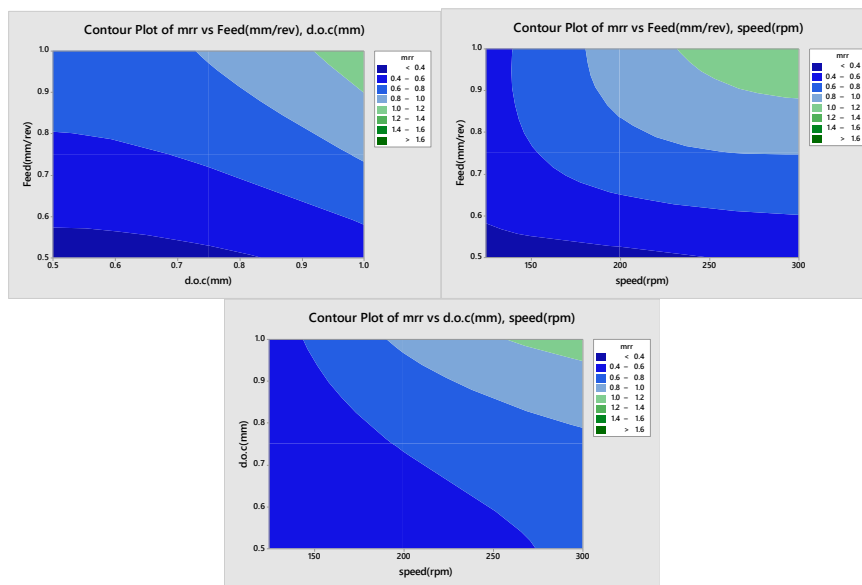 Contour Plot of mrr vs Feed(mm/rev), d.o.c(mm)
Feed(mm/rev)
1.0
0.9
0.8
0.7
0.6
0.5
0.5 0.6 0.7 0.8 0.9 1.0
d.o.c(mm)
mrr
< 0.4
0.4 – 0.6
0.6 – 0.8
0.8 – 1.0
1.0 – 1.2
1.2 – 1.4
1.4 – 1.6
> 1.6
Contour Plot of mrr vs Feed(mm/rev), speed(rpm)
Feed(mm/rev)
1.0
0.9
0.8
0.7
0.6
0.5
150 200 250 300
speed(rpm)
mrr
< 0.4
0.4 – 0.6
0.6 – 0.8
0.8 – 1.0
1.0 – 1.2
1.2 – 1.4
1.4 – 1.6
> 1.6
Contour Plot of mrr vs d.o.c(mm), speed(rpm)
d.o.c(mm)
1.0
0.9
0.8
0.7
0.6
0.5
150 200 250 300
speed(rpm)
mrr
< 0.4
0.4 – 0.6
0.6 – 0.8
0.8 – 1.0
1.0 – 1.2
1.2 – 1.4
1.4 – 1.6
> 1.6